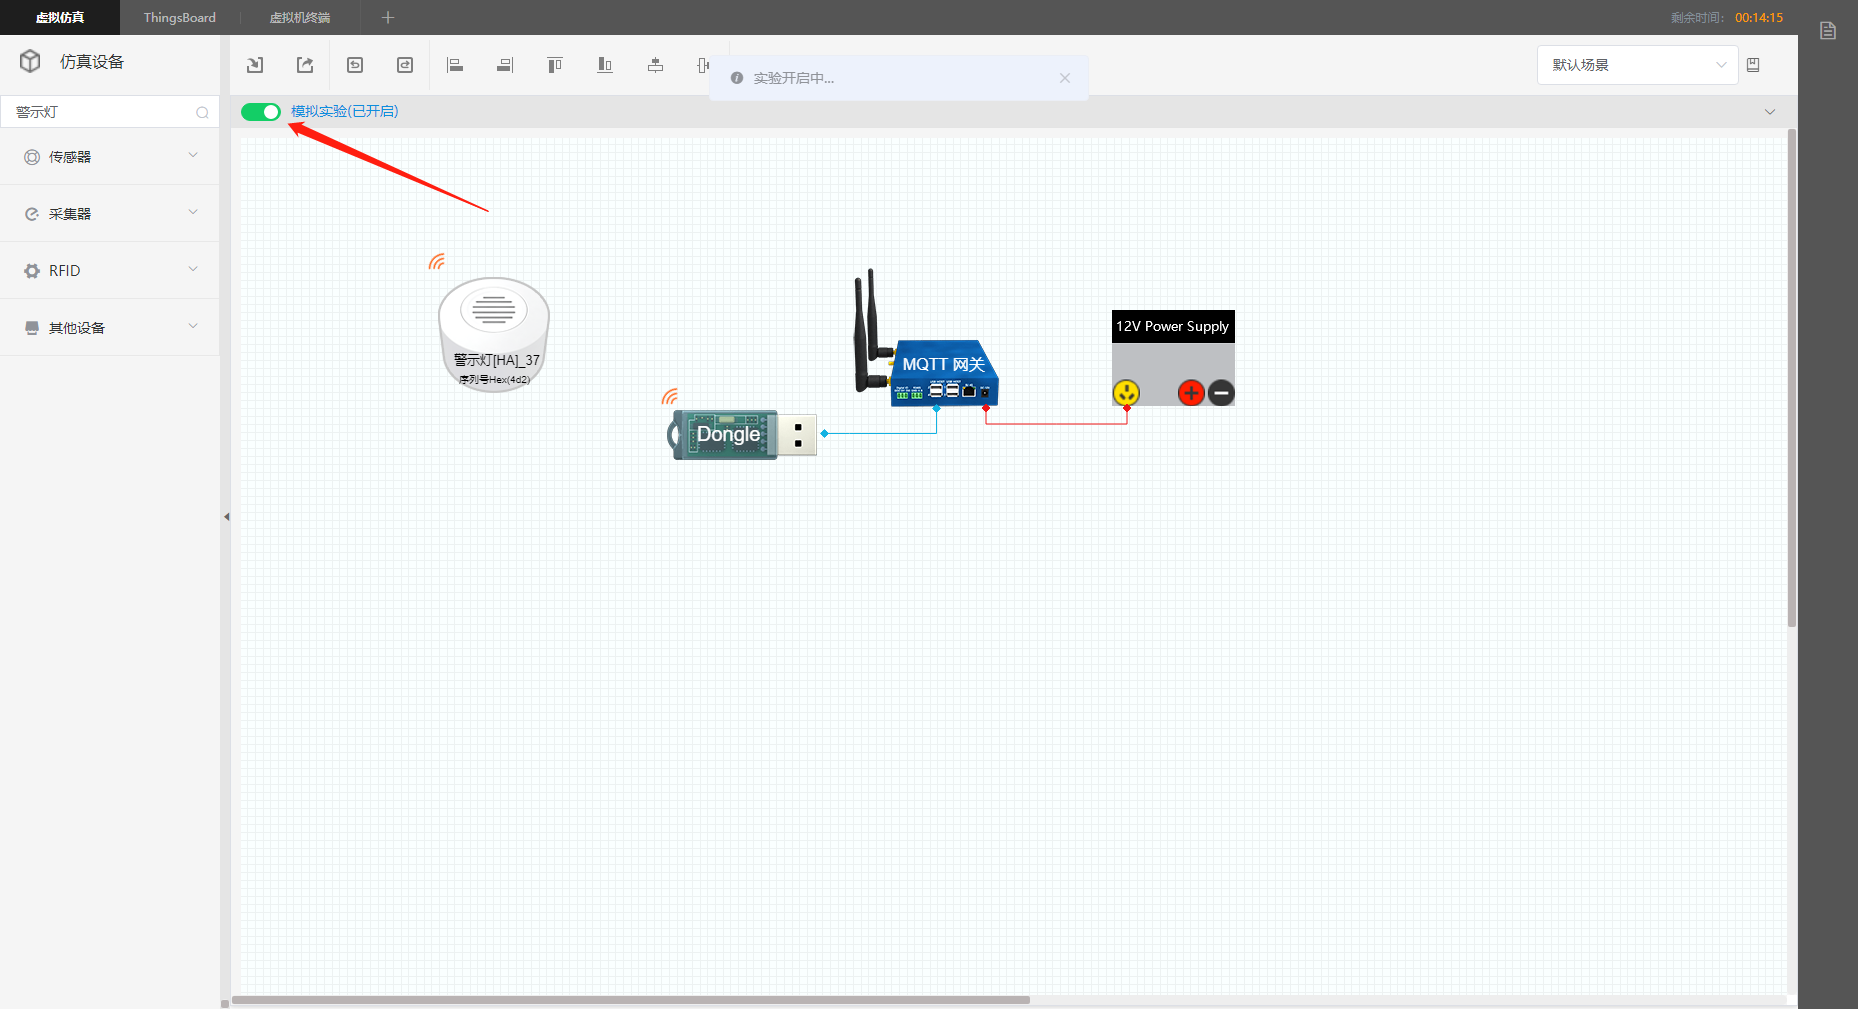 虚拟仿真
ThingsBoard
虚拟机终端
剩余时间: 00:14:15
仿真设备
实验开启中...
默认场景
警示灯
模拟实验(已开启)
传感器
采集器
RFID
其他设备
12V Power Supply
警示灯[HA]_37
序列号Hex(4d2)
MQTT 网关
Dongle